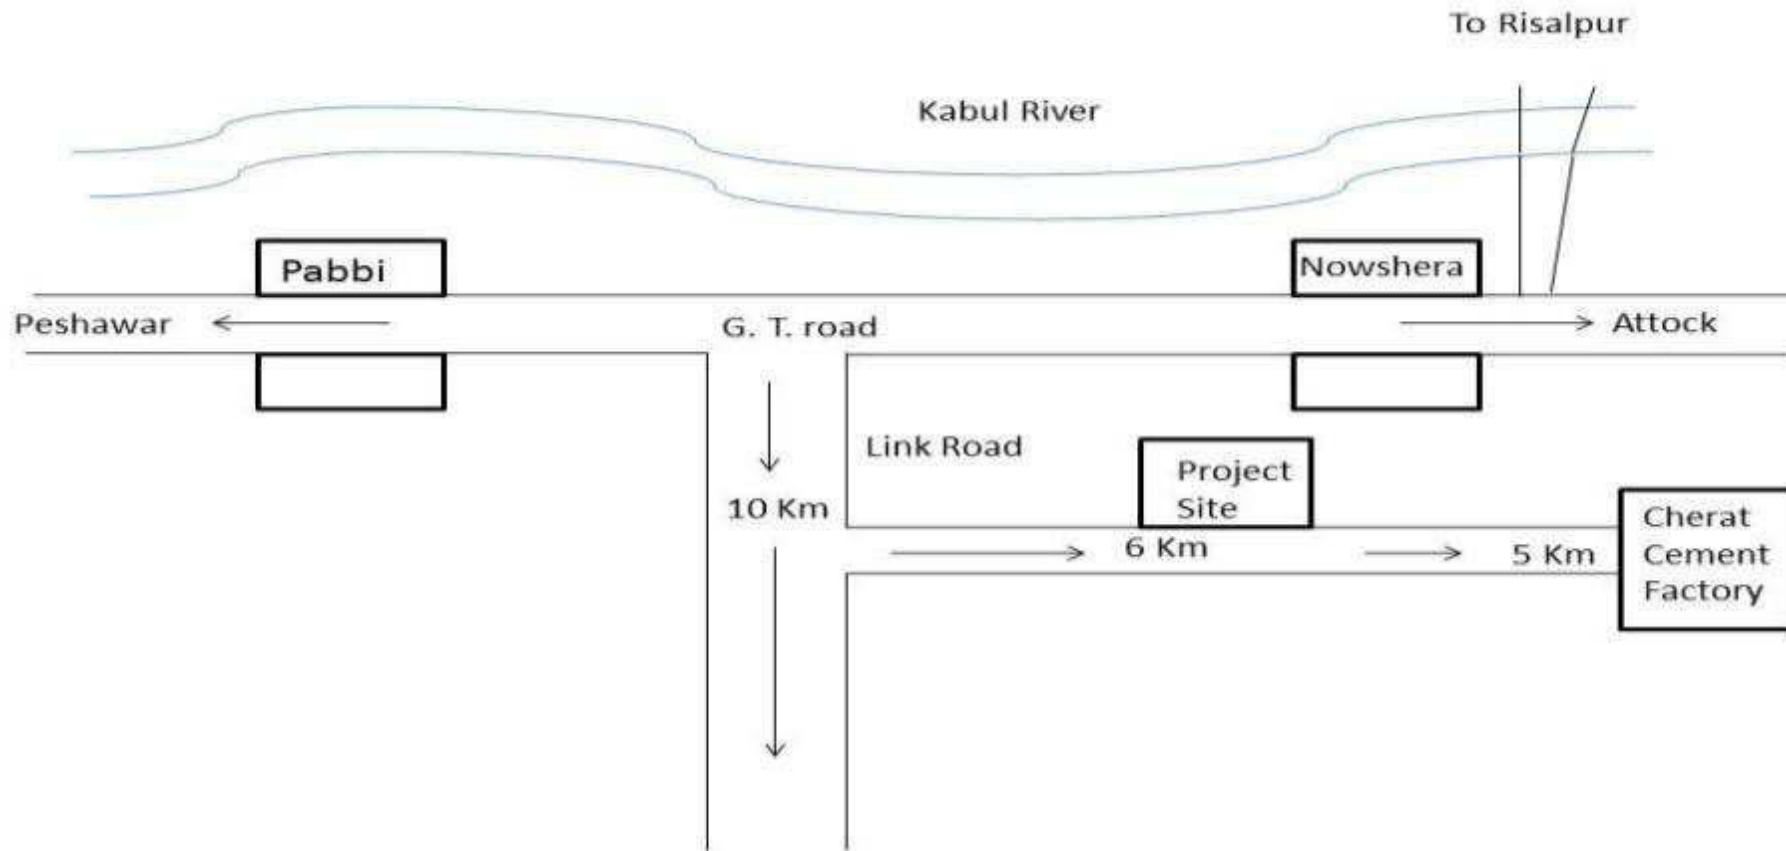 To Risalpur
Kabul River
Pabbi
Nowshera
Peshawar
G. T. road
Attock
Link Road
Project
Site
10 Km
6 Km
5 Km
Cherat
Cement
Factory